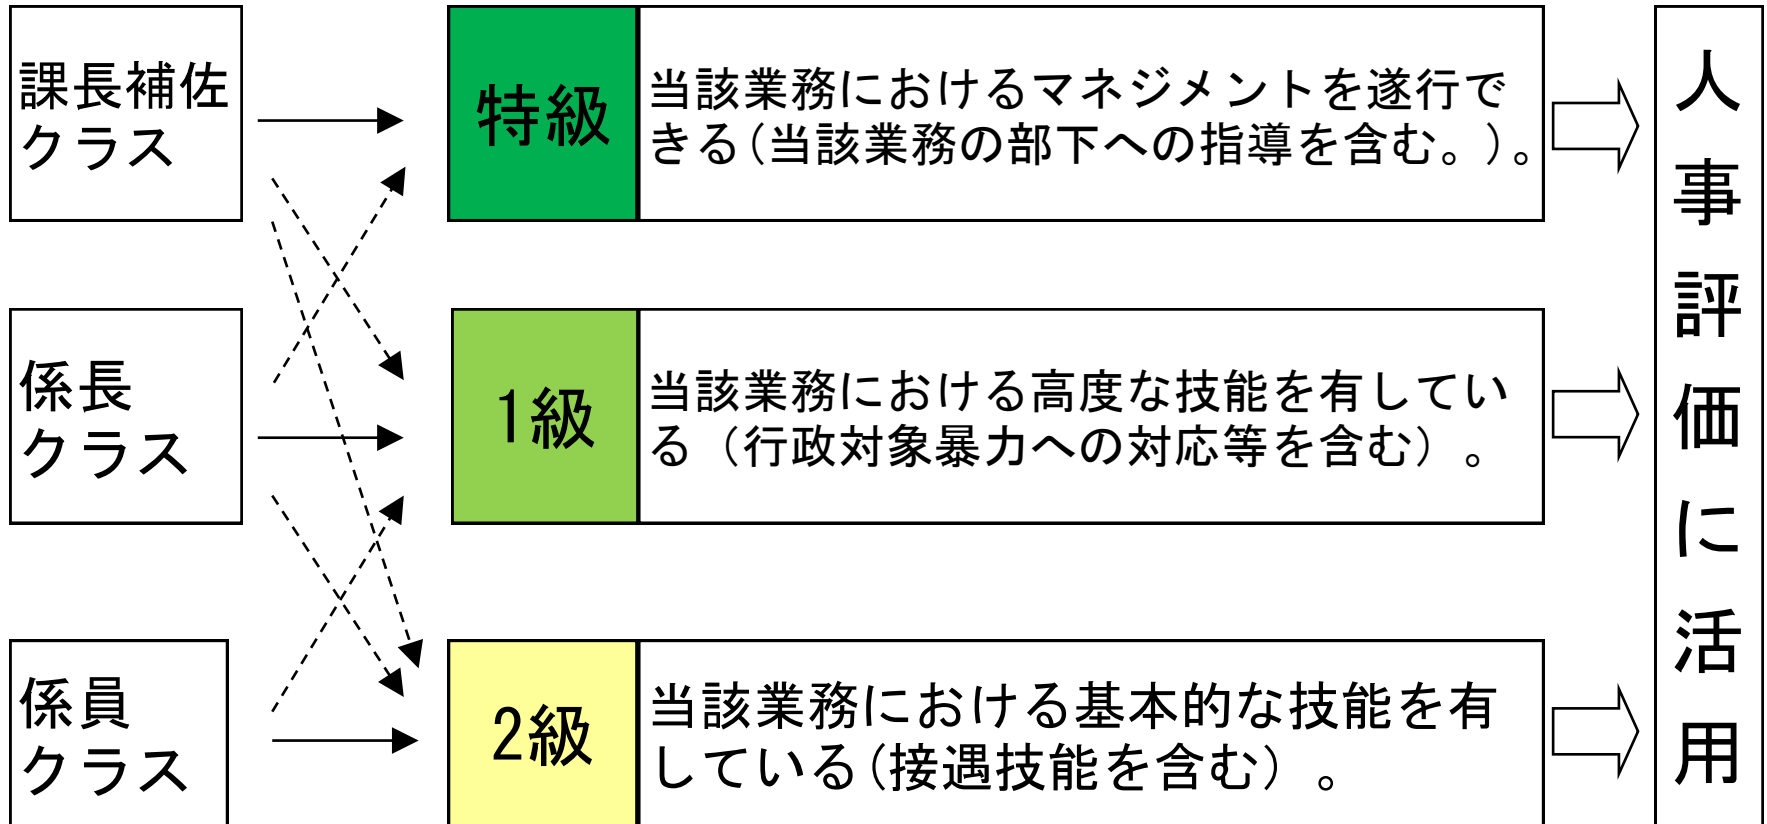 課長補佐
クラス
特級
当該業務におけるマネジメントを遂行で
きる(当該業務の部下への指導を含む。)。
係長
クラス
1級
当該業務における高度な技能を有してい
る（行政対象暴力への対応等を含む）。
係員
クラス
2級
当該業務における基本的な技能を有
している(接遇技能を含む）。
人事評価に活用